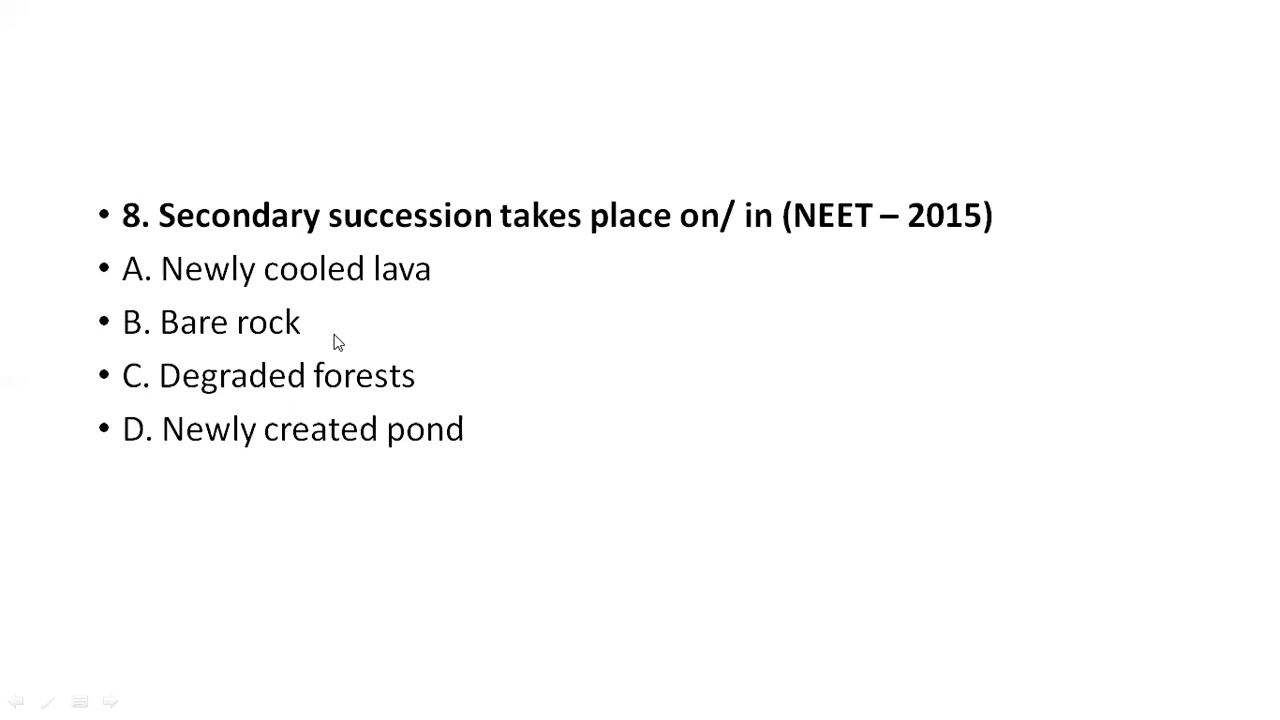 • 8. Secondary succession takes place on/ in (NEET – 2015)
• A. Newly cooled lava
• B. Bare rock
• C. Degraded forests
• D. Newly created pond